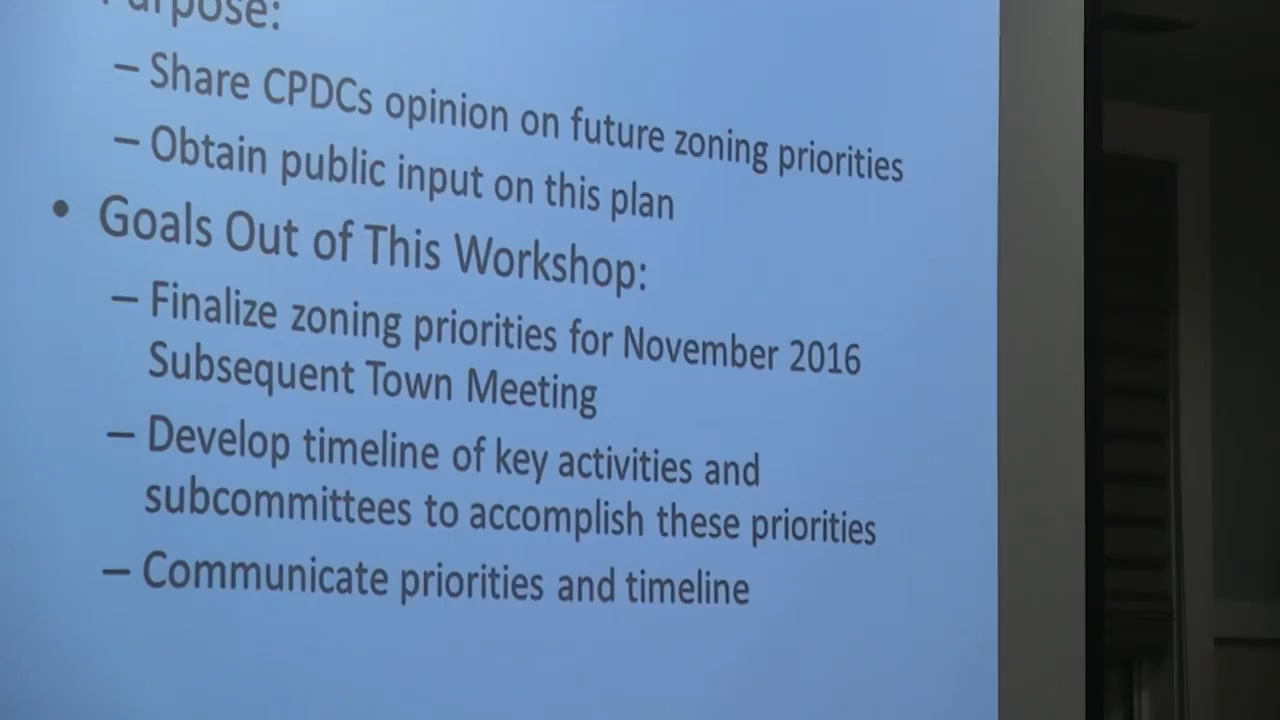 Purpose:
– Share CPDCs opinion on future zoning priorities
– Obtain public input on this plan
• Goals Out of This Workshop:
– Finalize zoning priorities for November 2016
Subsequent Town Meeting
– Develop timeline of key activities and
subcommittees to accomplish these priorities
– Communicate priorities and timeline